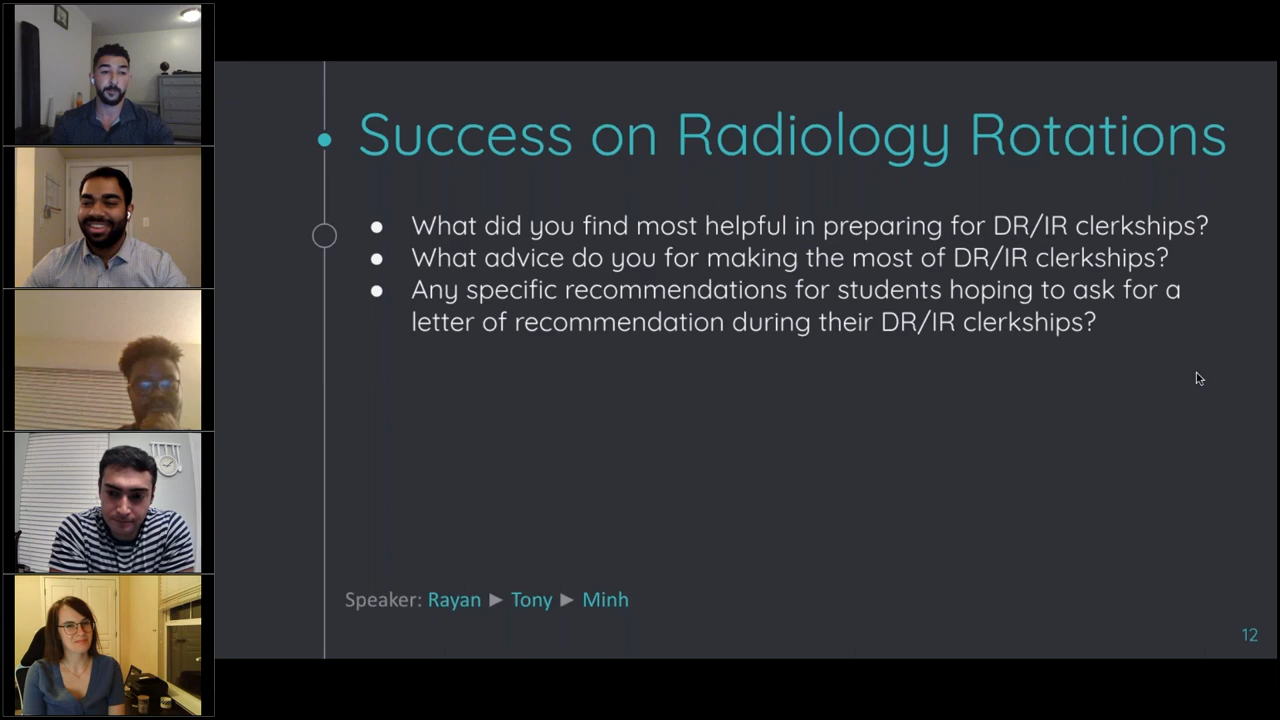 Success on Radiology Rotations
● What did you find most helpful in preparing for DR/IR clerkships?
● What advice do you for making the most of DR/IR clerkships?
● Any specific recommendations for students hoping to ask for a
letter of recommendation during their DR/IR clerkships?
Speaker: Rayan ► Tony ► Minh
12